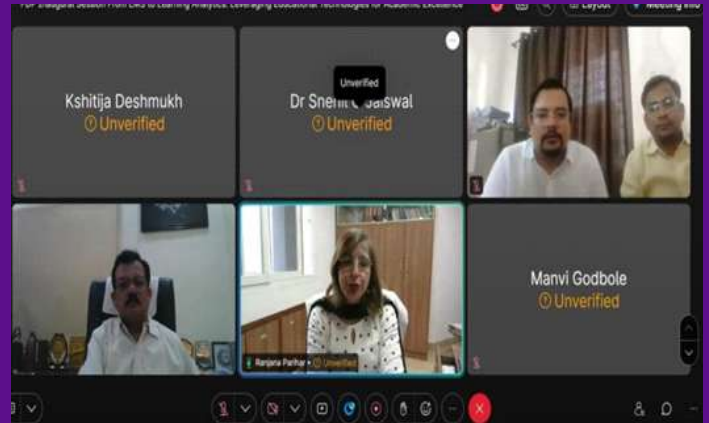 FDP Inaugural Session From LMS to Learning Analytics: Leveraging Educational Technologies for Academic Excellence
Layout
Meeting info
Kshitija Deshmukh
Unverified
Unverified
Dr
Unverified
Manvi Godbole
Unverified
Ranjana Parihar • Unverified